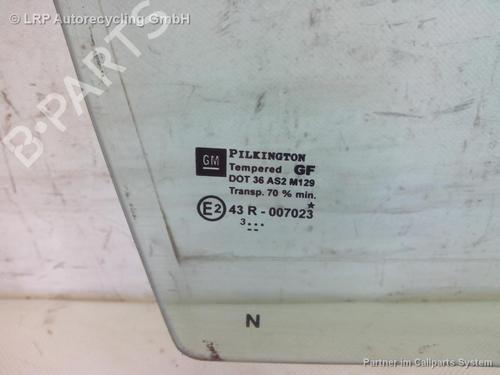 © LRP Autorecycling GmbH
GM PILKINGTON
Tempered GF
DOT 36 AS2 M129
Transp. 70 % min.
E2 43 R - 007023
3...
N
Partner im Callparts System